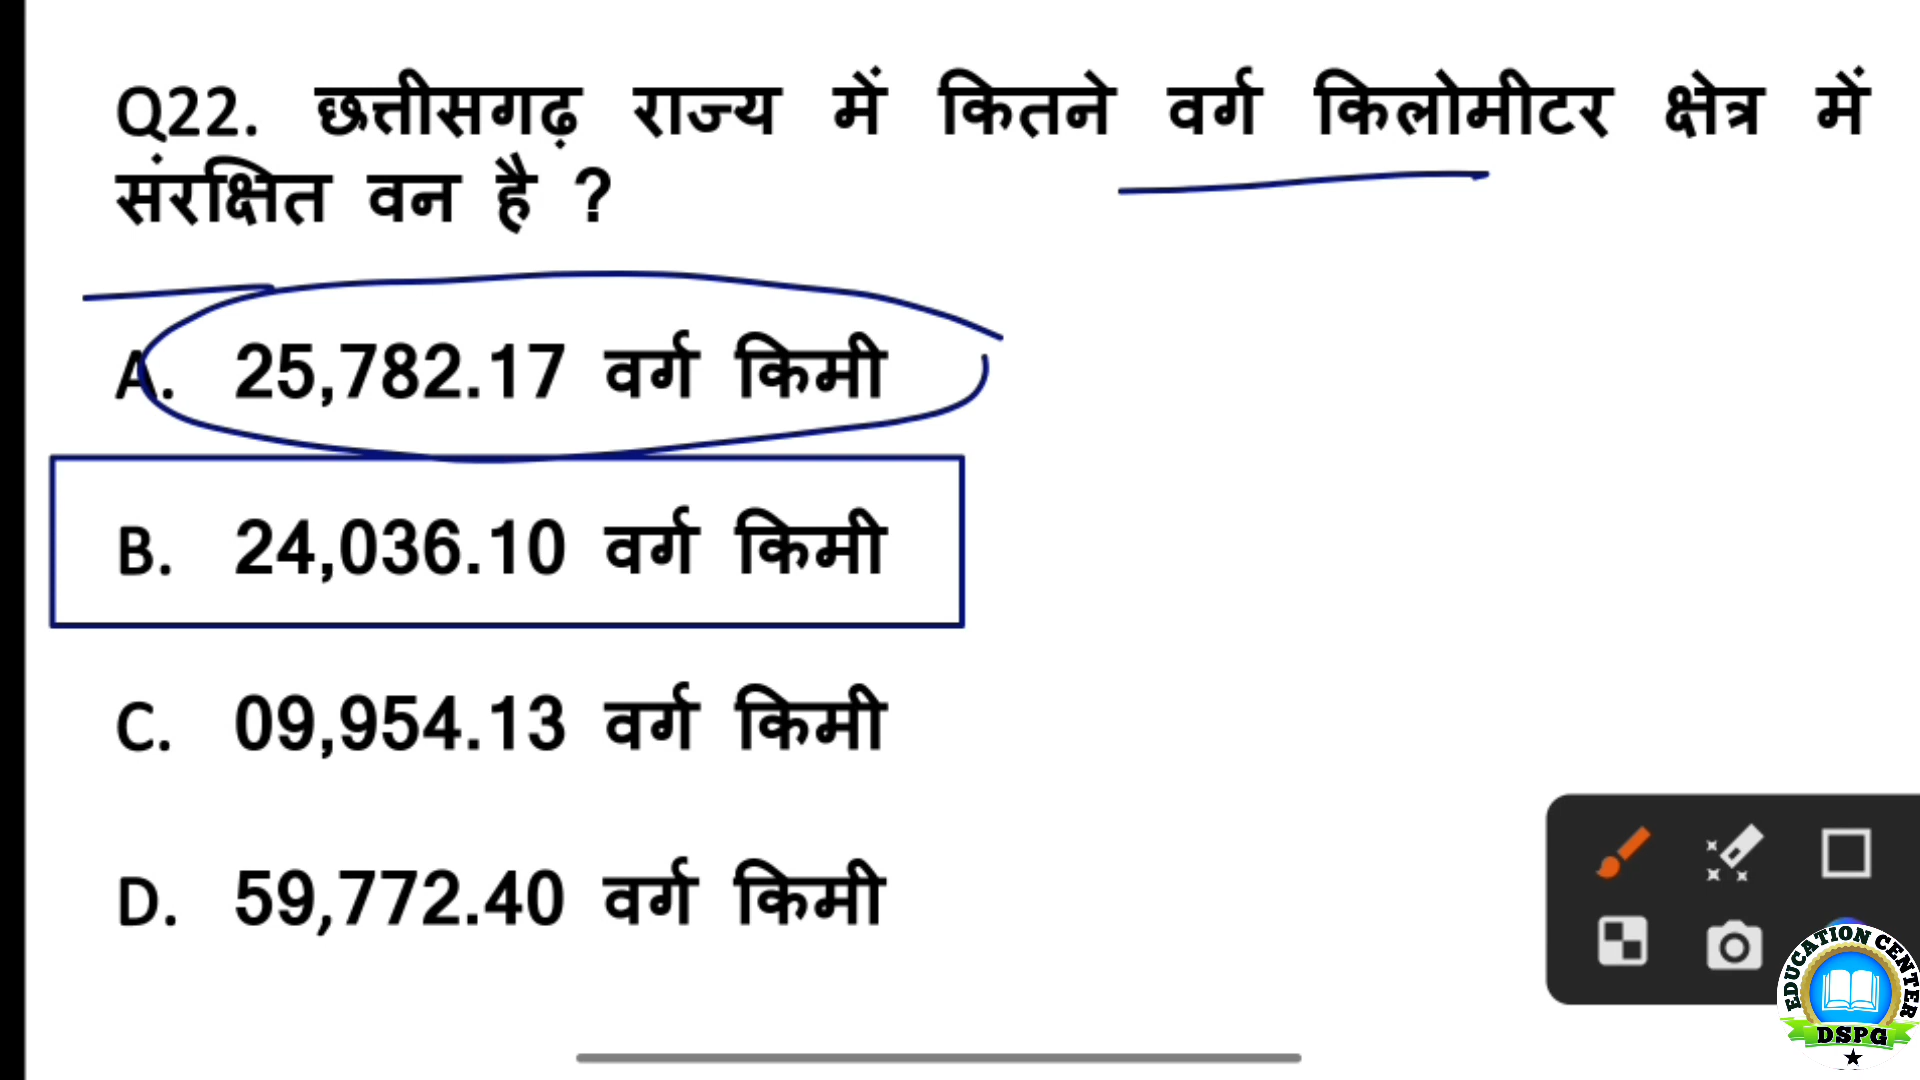 Q22. छत्तीसगढ़ राज्य में कितने वर्ग किलोमीटर क्षेत्र में
संरक्षित वन है ?
A. 25,782.17 वर्ग किमी
B. 24,036.10 वर्ग किमी
C. 09,954.13 वर्ग किमी
D. 59,772.40 वर्ग किमी
EDUCATION CENTER
DSPG